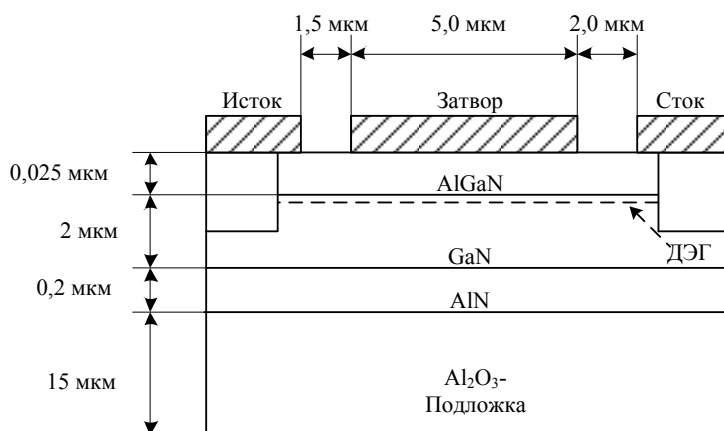 1,5 мкм 5,0 мкм 2,0 мкм
Исток Затвор Сток
0,025 мкм
AlGaN
2 мкм
ДЭГ
GaN
0,2 мкм
AlN
15 мкм
Al₂O₃-
Подложка